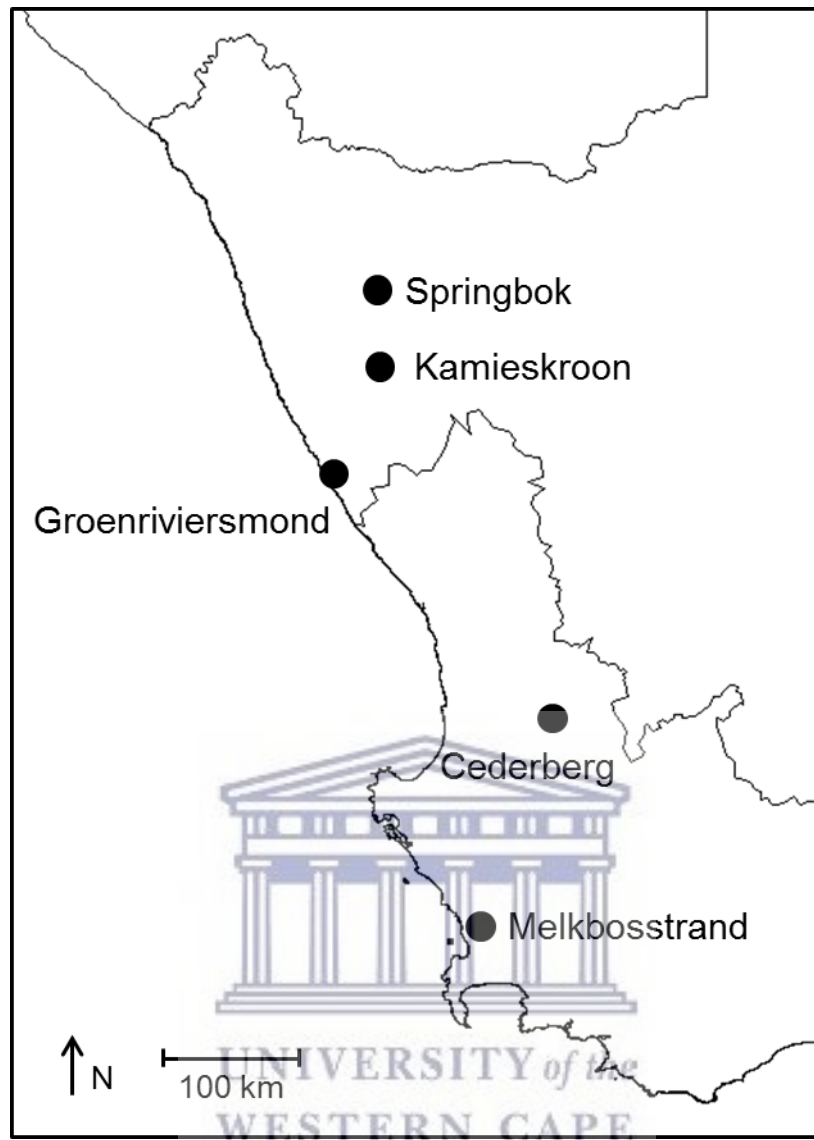 Springbok
Kamieskroon
Groenriviersmond
Cederberg
Melkbosstrand
N
100 km
UNIVERSITY of the
WESTERN CAPE